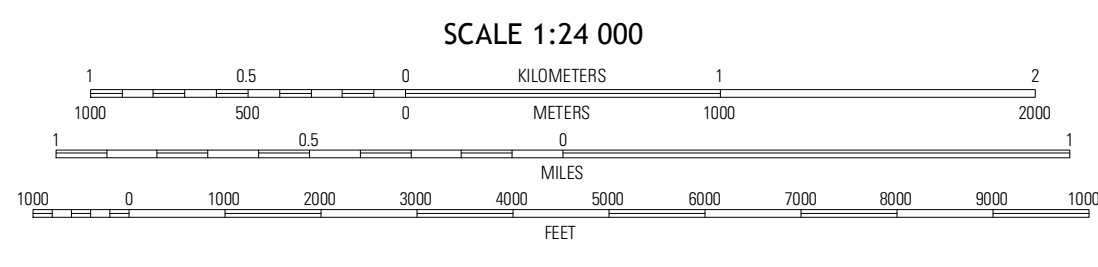 SCALE 1:24 000
1 0.5 0 KILOMETERS 1 2
1000 500 0 METERS 1000 2000
1 0.5 0 1
MILES
1000 0 1000 2000 3000 4000 5000 6000 7000 8000 9000 1000
FEET